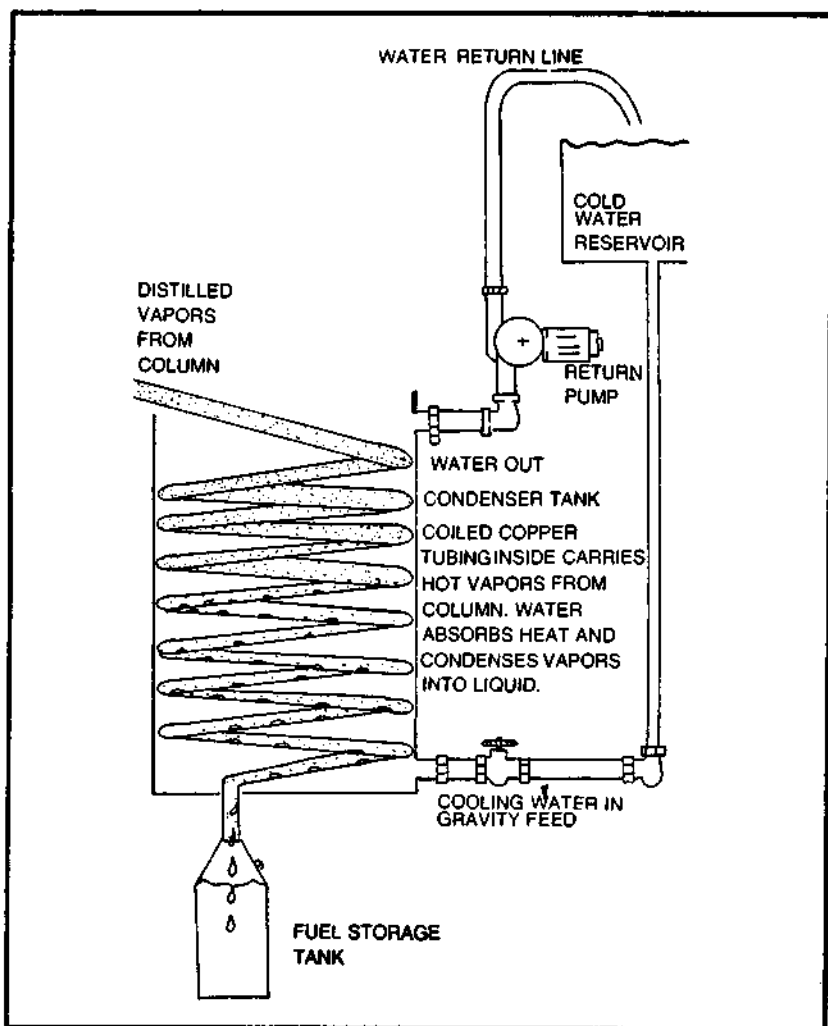 WATER RETURN LINE
COLD
WATER
RESERVOIR
DISTILLED
VAPORS
FROM
COLUMN
RETURN
PUMP
WATER OUT
CONDENSER TANK
COILED COPPER
TUBING INSIDE CARRIES
HOT VAPORS FROM
COLUMN. WATER
ABSORBS HEAT AND
CONDENSES VAPORS
INTO LIQUID.
COOLING WATER IN
GRAVITY FEED
FUEL STORAGE
TANK